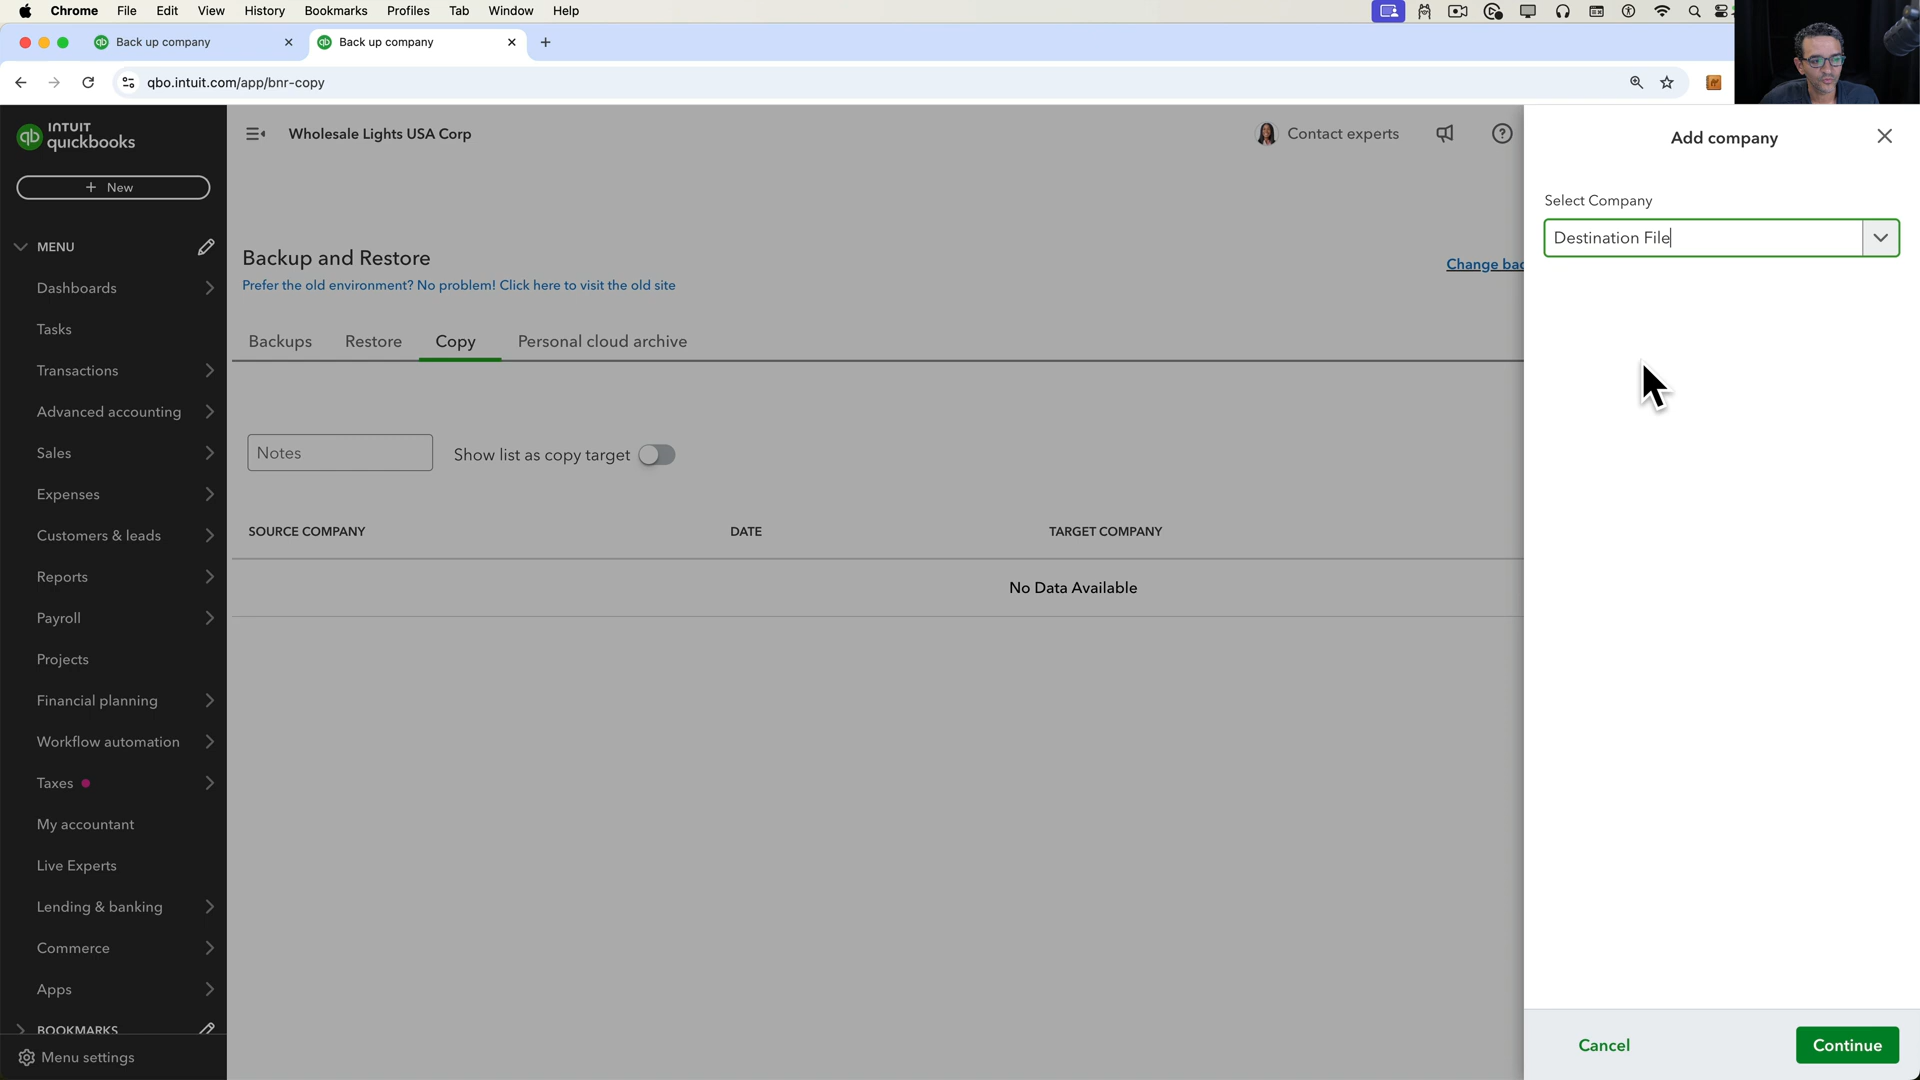 Chrome File Edit View History Bookmarks Profiles Tab Window Help
Back up company
Back up company
qbo.intuit.com/app/bnr-copy
INTUIT
quickbooks
New
MENU
Dashboards
Tasks
Transactions
Advanced accounting
Sales
Expenses
Customers & leads
Reports
Payroll
Projects
Financial planning
Workflow automation
Taxes
My accountant
Live Experts
Lending & banking
Commerce
Apps
BOOKMARKS
Menu settings
Wholesale Lights USA Corp
Contact experts
Backup and Restore
Prefer the old environment? No problem! Click here to visit the old site
Change bac
Backups Restore Copy Personal cloud archive
Notes
Show list as copy target
SOURCE COMPANY DATE TARGET COMPANY
No Data Available
Add company
Select Company
Destination File
Cancel
Continue